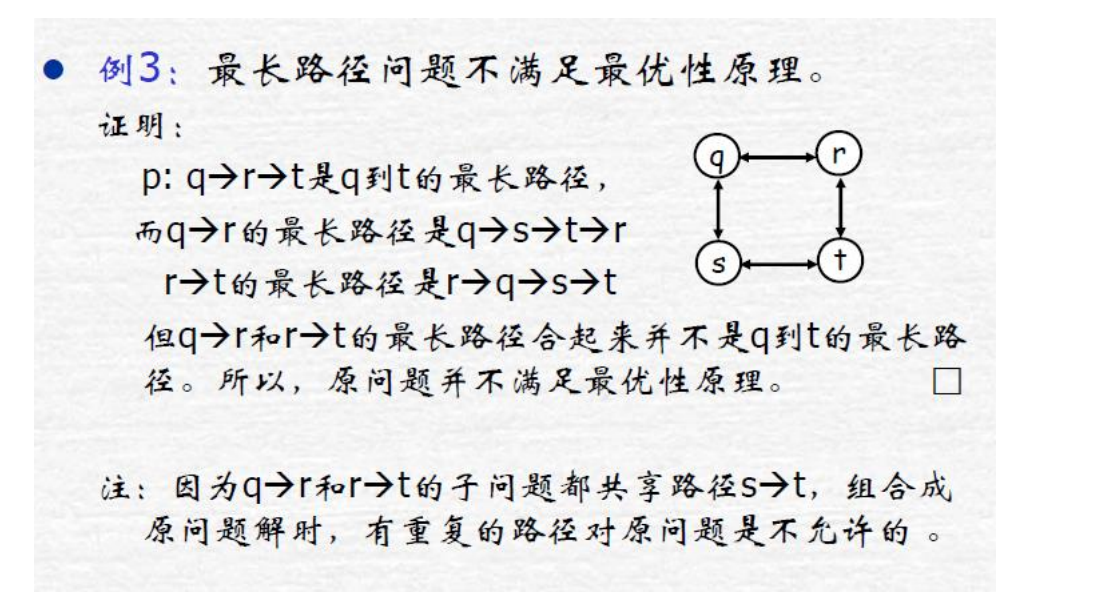 ● 例3：最长路径问题不满足最优性原理。
证明：
p: q→r→t是q到t的最长路径，
而q→r的最长路径是q→s→t→r
r→t的最长路径是r→q→s→t
但q→r和r→t的最长路径合起来并不是q到t的最长路
径。所以，原问题并不满足最优性原理。 □
q r
s t
注：因为q→r和r→t的子问题都共享路径s→t，组合成
原问题解时，有重复的路径对原问题是不允许的。